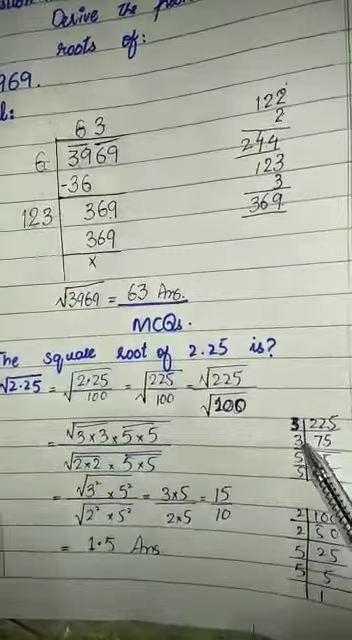 Derive the
roots of:
969.
l:
6 3
6 3969
-36
123 369
369
x
122
2
244
123
3
369
√3969 = 63 Ans.
MCQs.
The square root of 2.25 is?
√2.25 = √2.25/100 = √225/100 = √225/√100
= √3×3×5×5/√2×2×5×5
= √3²×5²/√2²×5² = 3×5/2×5 = 15/10
= 1.5 Ans
3 225
3 75
5
5
2 100
2 50
5 25
5 5
1